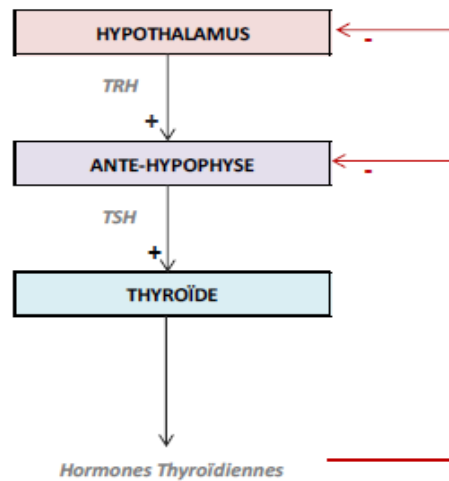 HYPOTHALAMUS
-
TRH
+
ANTE-HYPOPHYSE
-
TSH
+
THYROÏDE
Hormones Thyroïdiennes